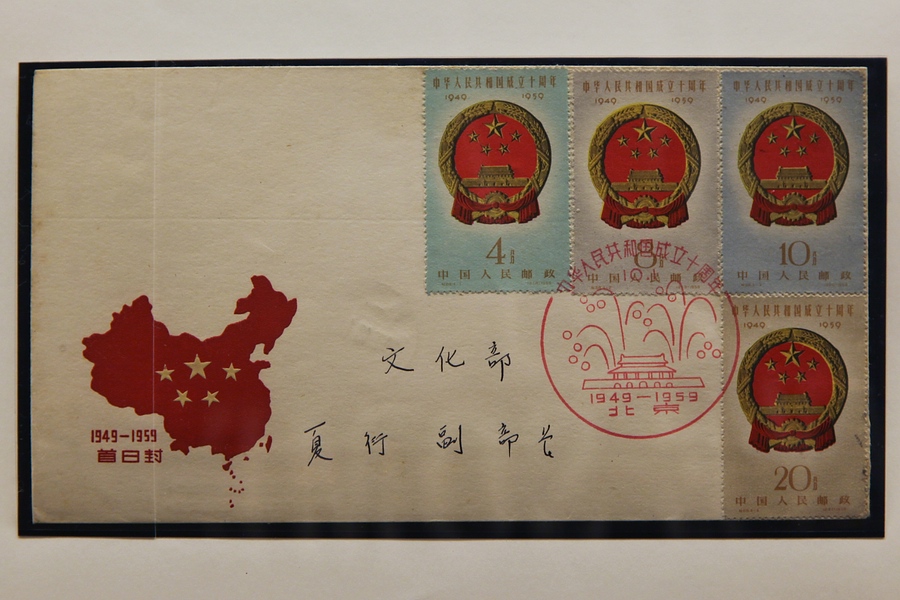 中华人民共和国成立十周年
1949 1959
4分
中国人民邮政
中华人民共和国成立十周年
1949 1959
8分
中国人民邮政
中华人民共和国成立十周年
1949 1959
10分
中国人民邮政
中华人民共和国成立十周年
1949 1959
20分
中国人民邮政
中华人民共和国成立十周年
1949—1959
北京
文化部
夏衍 副部长
1949—1959
首日封